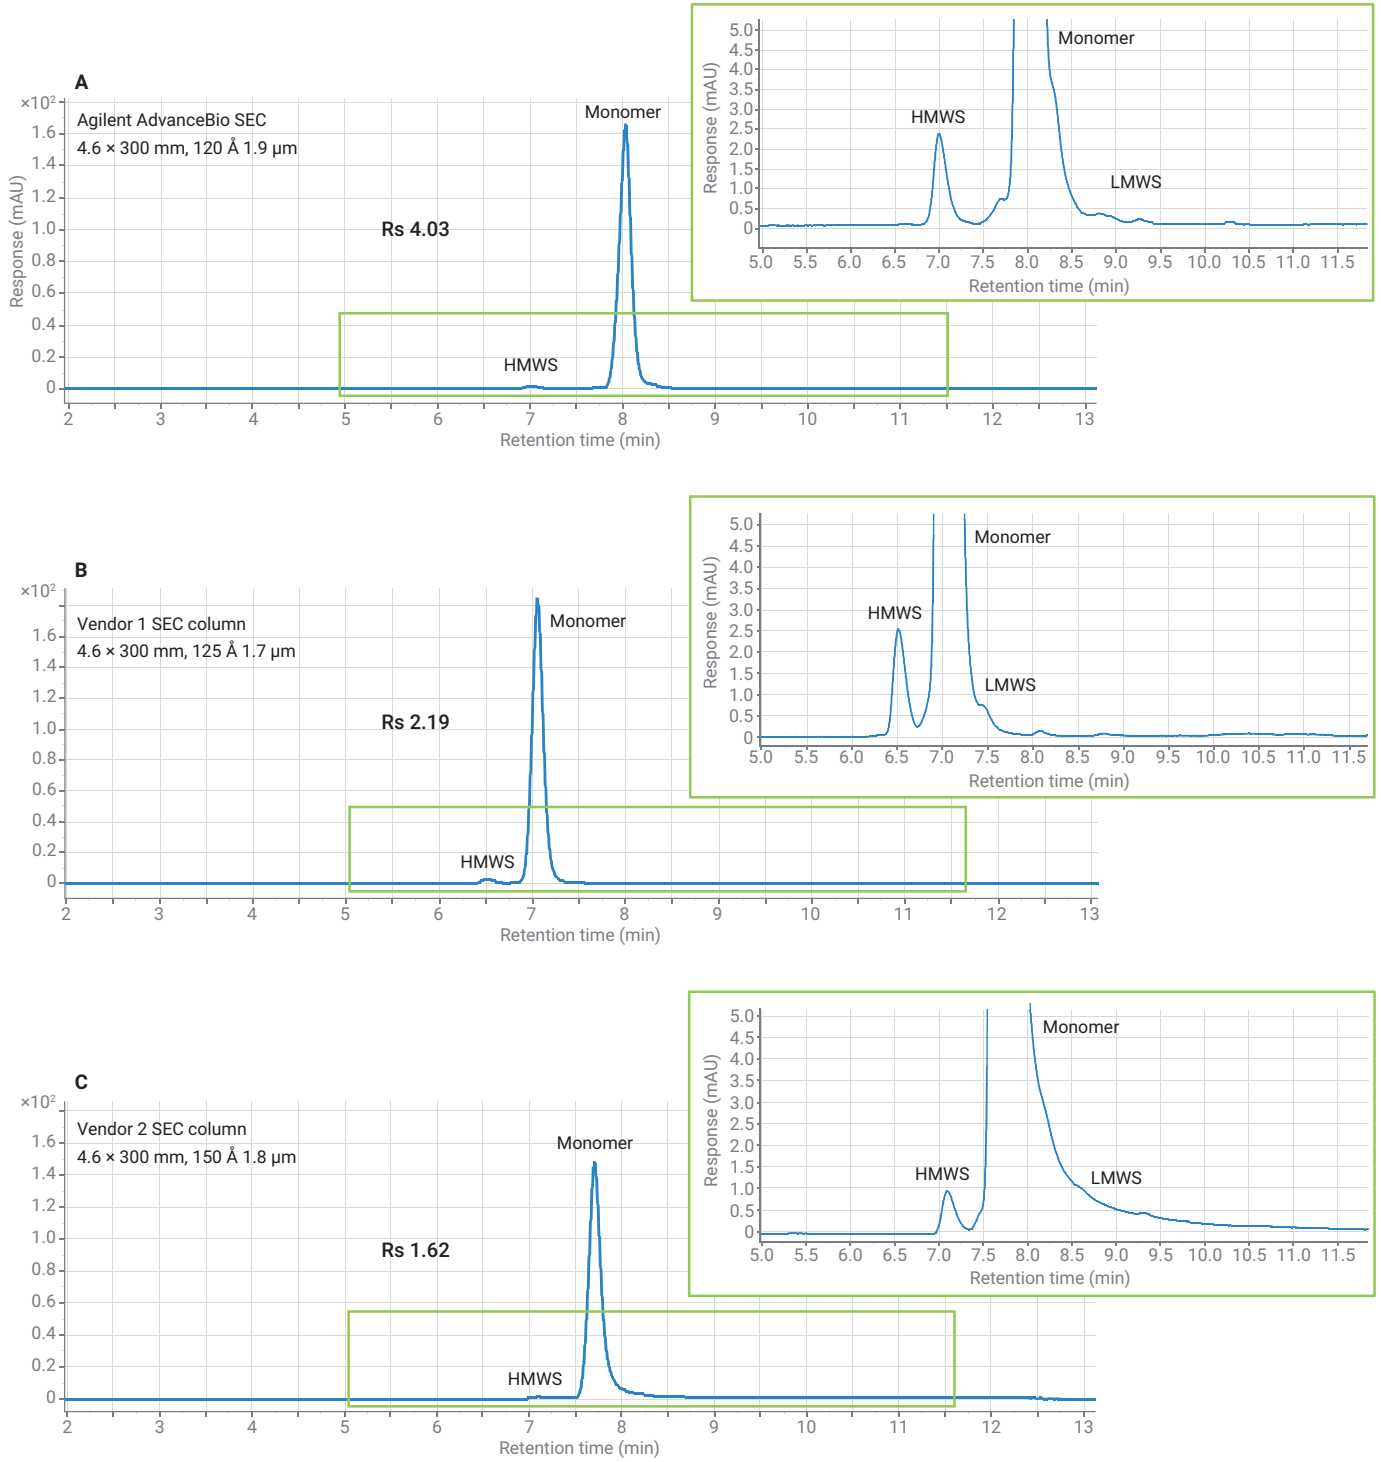 A
×10²
Agilent AdvanceBio SEC
4.6 × 300 mm, 120 Å 1.9 µm
Monomer
Rs 4.03
HMWS
Response (mAU)
1.6
1.4
1.2
1.0
0.8
0.6
0.4
0.2
0
2 3 4 5 6 7 8 9 10 11 12 13
Retention time (min)
Monomer
HMWS
LMWS
Response (mAU)
5.0
4.5
4.0
3.5
3.0
2.5
2.0
1.5
1.0
0.5
0
5.0 5.5 6.0 6.5 7.0 7.5 8.0 8.5 9.0 9.5 10.0 10.5 11.0 11.5
Retention time (min)
B
×10²
Vendor 1 SEC column
4.6 × 300 mm, 125 Å 1.7 µm
Monomer
Rs 2.19
HMWS
1.6
1.4
1.2
1.0
0.8
0.6
0.4
0.2
0
2 3 4 5 6 7 8 9 10 11 12 13
Retention time (min)
Monomer
HMWS
LMWS
Response (mAU)
5.0
4.5
4.0
3.5
3.0
2.5
2.0
1.5
1.0
0.5
0
5.0 5.5 6.0 6.5 7.0 7.5 8.0 8.5 9.0 9.5 10.0 10.5 11.0 11.5
Retention time (min)
C
×10²
Vendor 2 SEC column
4.6 × 300 mm, 150 Å 1.8 µm
Monomer
Rs 1.62
HMWS
1.6
1.4
1.2
1.0
0.8
0.6
0.4
0.2
0
2 3 4 5 6 7 8 9 10 11 12 13
Retention time (min)
Monomer
HMWS
LMWS
Response (mAU)
5.0
4.5
4.0
3.5
3.0
2.5
2.0
1.5
1.0
0.5
0
5.0 5.5 6.0 6.5 7.0 7.5 8.0 8.5 9.0 9.5 10.0 10.5 11.0 11.5
Retention time (min)